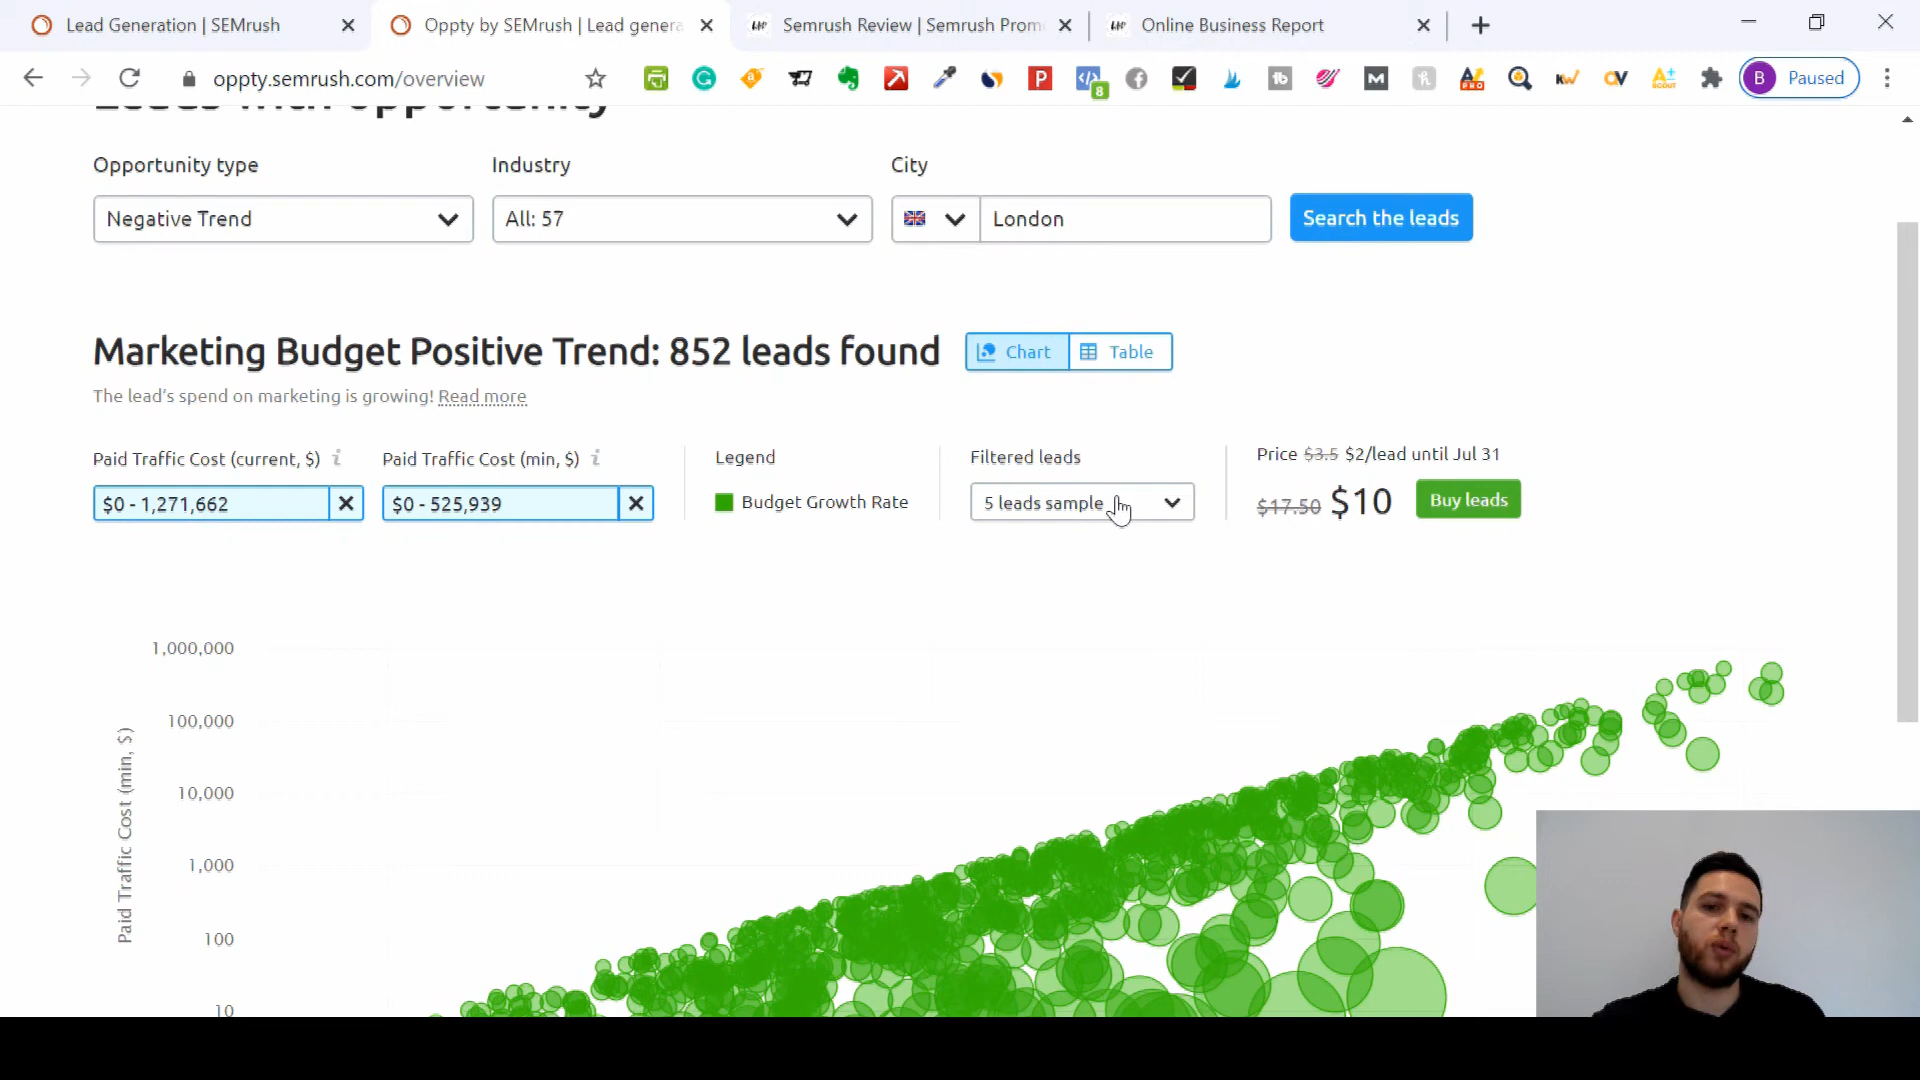 Lead Generation | SEMrush
Oppty by SEMrush | Lead genera
Semrush Review | Semrush Prom
Online Business Report
oppty.semrush.com/overview
8
B Paused
Leads with opportunity
Opportunity type
Industry
City
Negative Trend
All: 57
London
Search the leads
Marketing Budget Positive Trend: 852 leads found
Chart
Table
The lead's spend on marketing is growing! Read more
Paid Traffic Cost (current, $) i
Paid Traffic Cost (min, $) i
Legend
Filtered leads
Price $3.5 $2/lead until Jul 31
$0 - 1,271,662
$0 - 525,939
Budget Growth Rate
5 leads sample
$17.50 $10
Buy leads
1,000,000
100,000
10,000
1,000
100
10
Paid Traffic Cost (min, $)